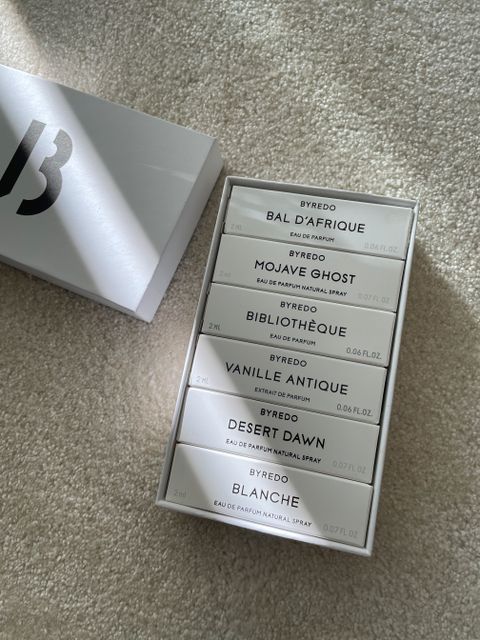 B
BYREDO
BAL D'AFRIQUE
EAU DE PARFUM
2 ML
0.06 FL.OZ.
BYREDO
MOJAVE GHOST
EAU DE PARFUM NATURAL SPRAY
2 ml
0.07 FL.OZ
BYREDO
BIBLIOTHÈQUE
EAU DE PARFUM
2 ML
0.06 FL.OZ.
BYREDO
VANILLE ANTIQUE
EXTRAIT DE PARFUM
2 ML
0.06 FL.OZ.
BYREDO
DESERT DAWN
EAU DE PARFUM NATURAL SPRAY
0.07 FL.OZ
BYREDO
BLANCHE
EAU DE PARFUM NATURAL SPRAY
2 ml
0.07 FL.OZ